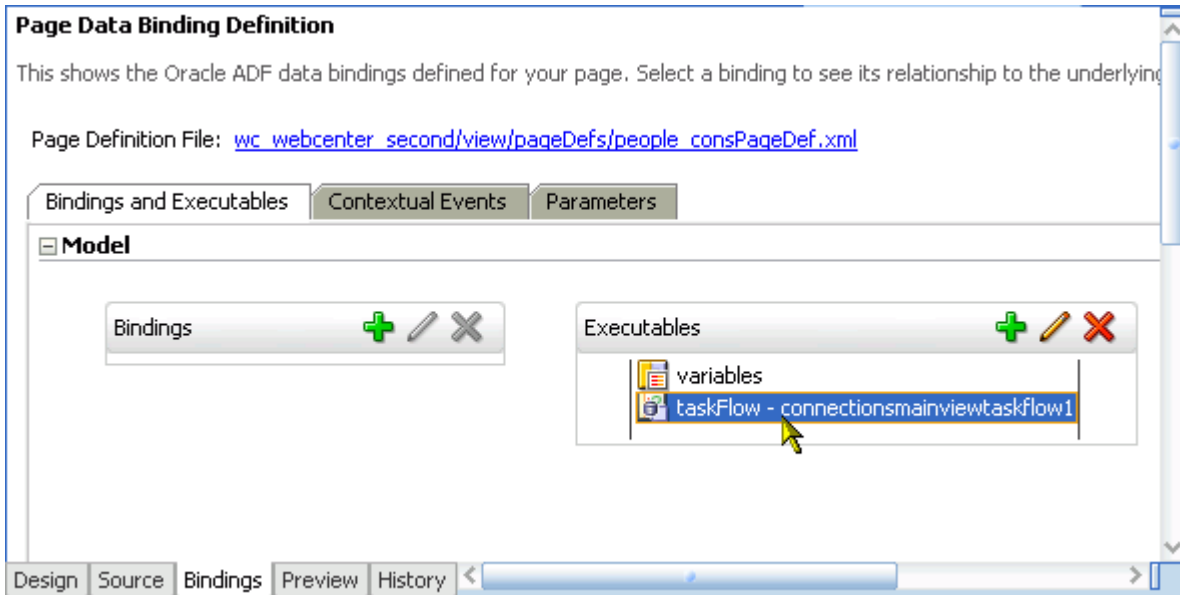 Page Data Binding Definition
This shows the Oracle ADF data bindings defined for your page. Select a binding to see its relationship to the underlying
Page Definition File: wc_webcenter_second/view/pageDefs/people_consPageDef.xml
Bindings and Executables Contextual Events Parameters
Model
Bindings Executables
variables
taskFlow - connectionsmainviewtaskflow1
Design Source Bindings Preview History